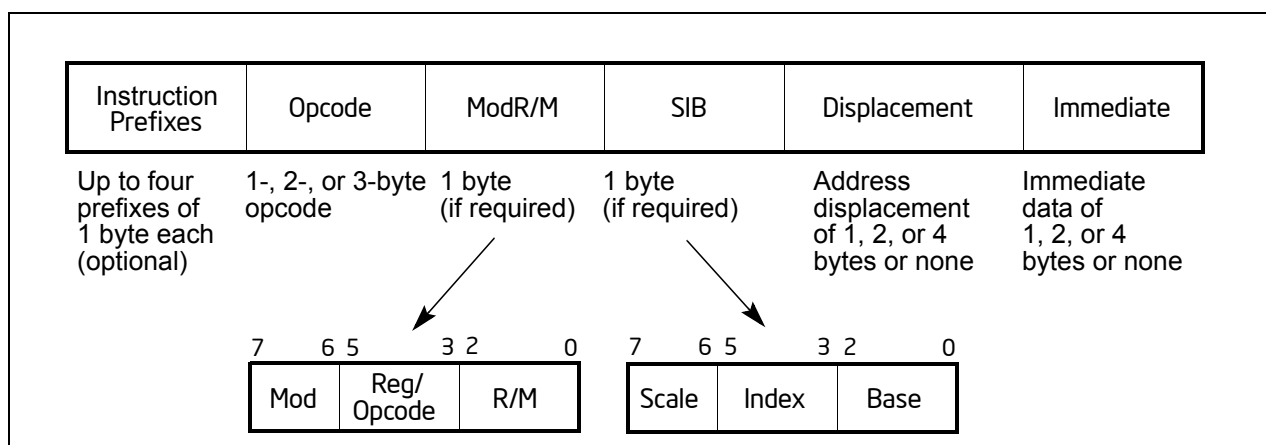 Instruction Prefixes
Opcode
ModR/M
SIB
Displacement
Immediate
Up to four
prefixes of
1 byte each
(optional)
1-, 2-, or 3-byte
opcode
1 byte
(if required)
1 byte
(if required)
Address
displacement
of 1, 2, or 4
bytes or none
Immediate
data of
1, 2, or 4
bytes or none
7 6 5 3 2 0
Mod
Reg/
Opcode
R/M
7 6 5 3 2 0
Scale
Index
Base